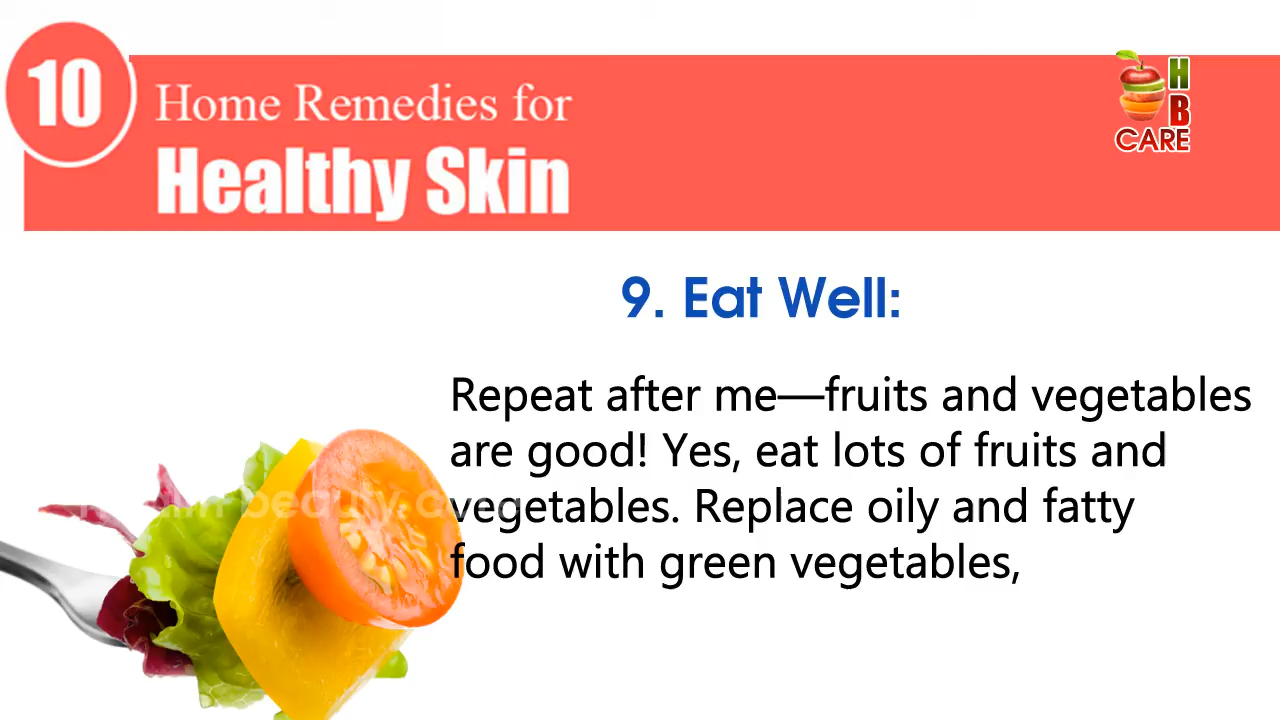 10
Home Remedies for
Healthy Skin
H
B
CARE
9. Eat Well:
Repeat after me—fruits and vegetables
are good! Yes, eat lots of fruits and
vegetables. Replace oily and fatty
food with green vegetables,
beauty.